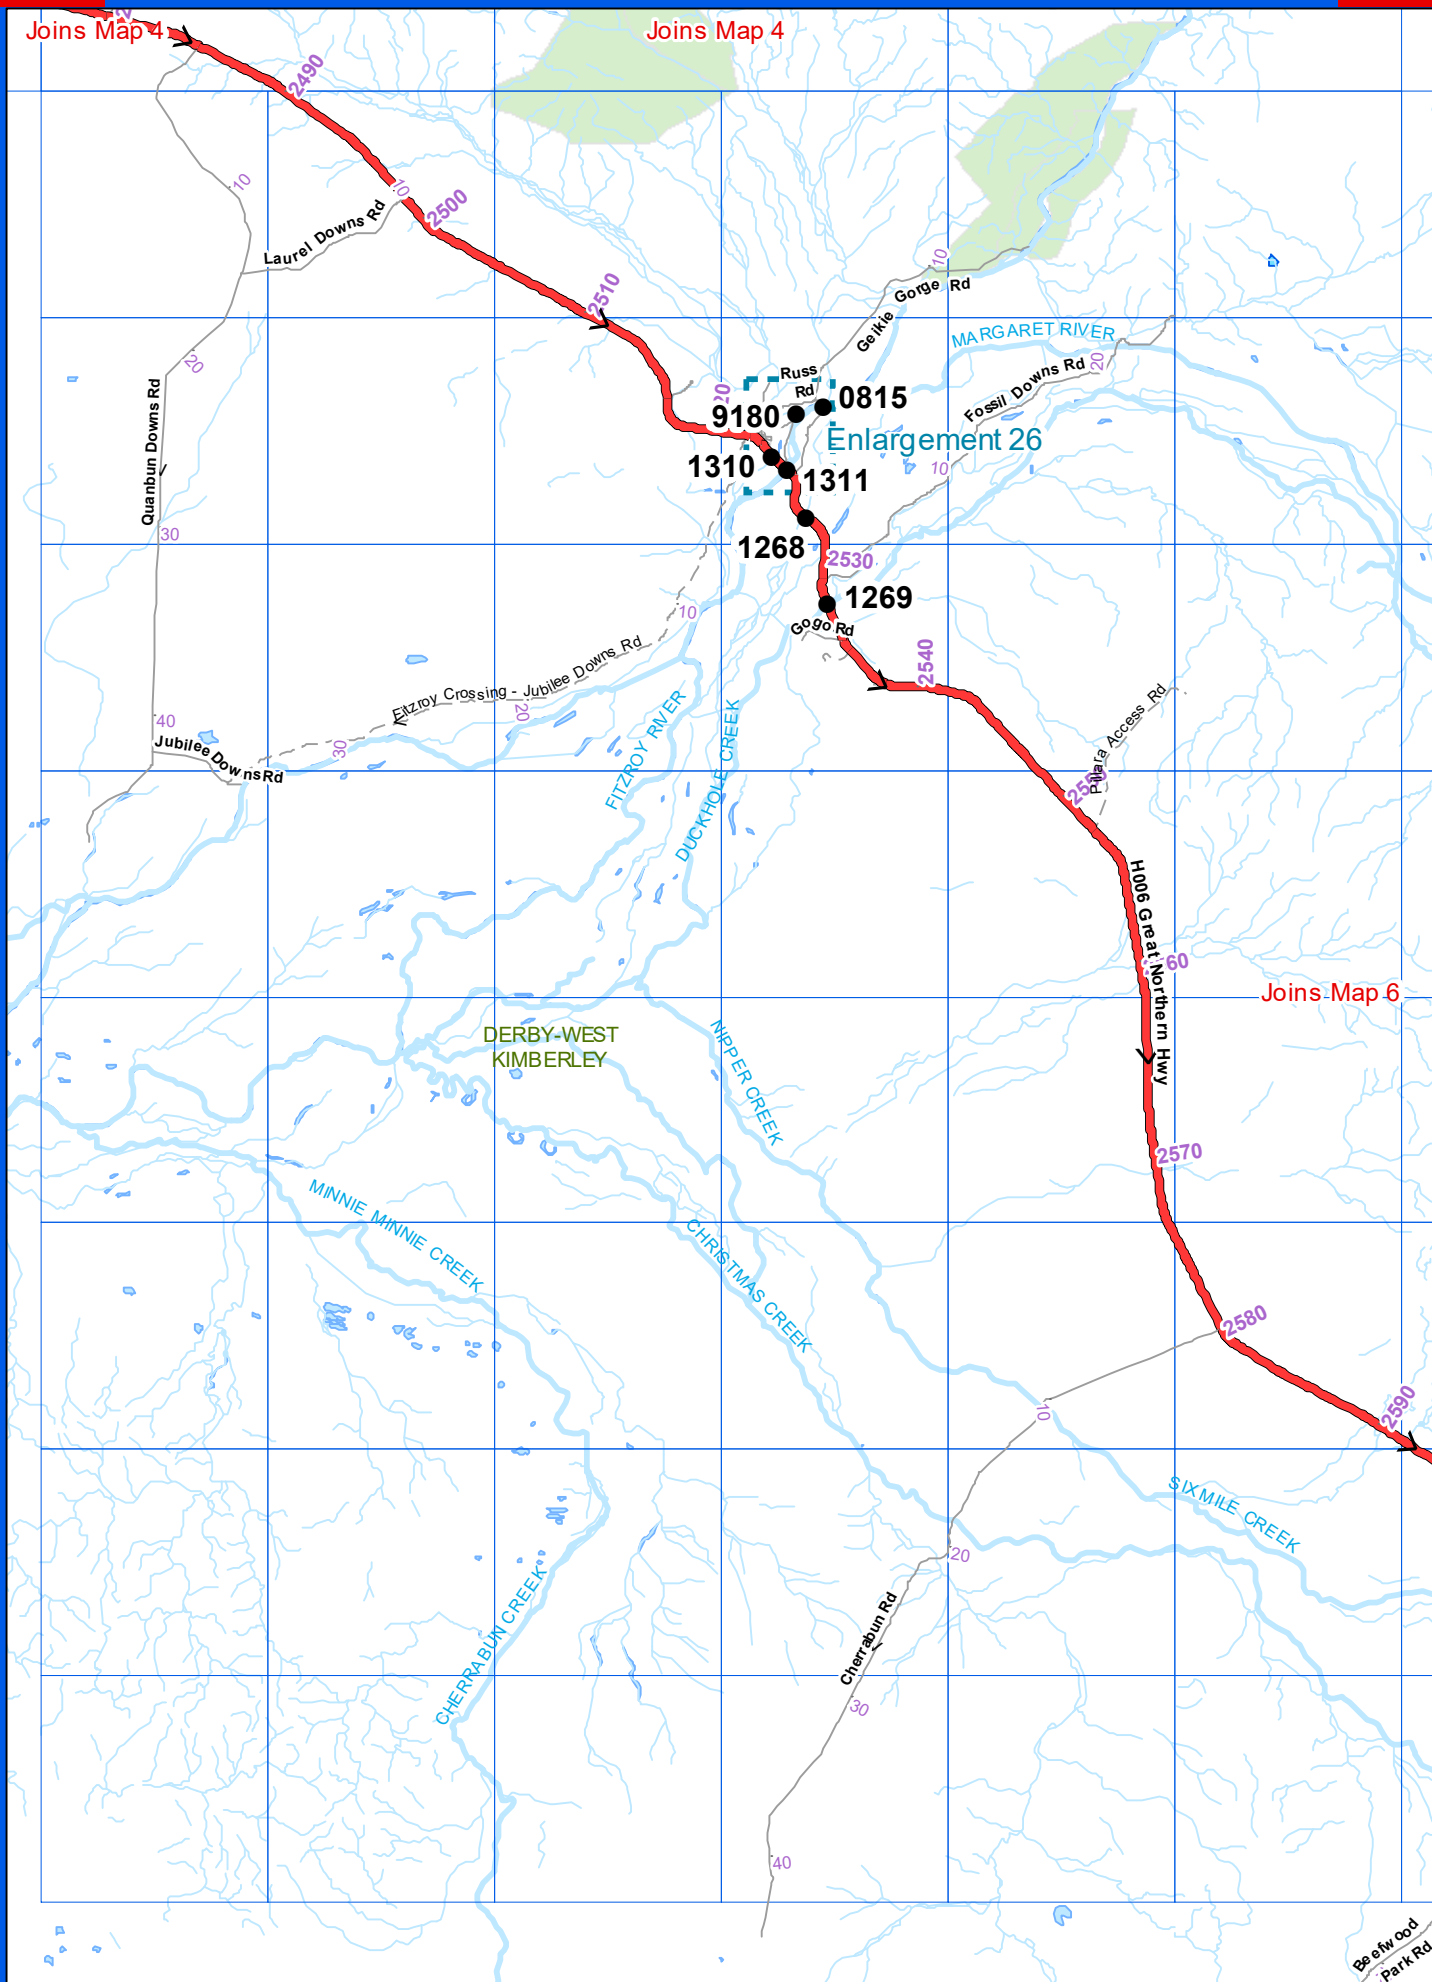 Joins Map 4
Joins Map 4
2490
10
10
2500
Laurel Downs Rd
2510
10
Geikie Gorge Rd
MARGARET RIVER
20
Quanbun Downs Rd
Russ
Rd
20
9180
0815
Fossil Downs Rd
20
Enlargement 26
1310
1311
10
30
1268
2530
1269
10
Gogo Rd
2540
Fitzroy Crossing - Jubilee Downs Rd
20
30
40
Jubilee Downs Rd
FITZROY RIVER
DUCKHOLE CREEK
Pillara Access Rd
H006 Great Northern Hwy
60
Joins Map 6
DERBY-WEST
KIMBERLEY
NIPPER CREEK
2570
MINNIE MINNIE CREEK
CHRISTMAS CREEK
2580
2590
10
SIXMILE CREEK
20
CHERRABUN CREEK
Cherrabun Rd
30
40
Beefwood
Park Rd